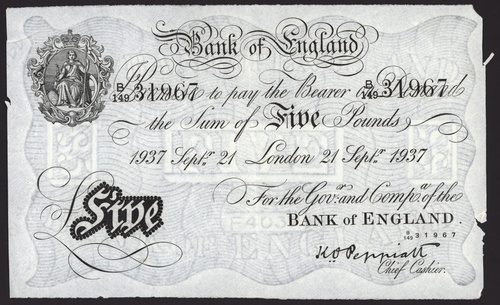 Bank of England
B/149 31967 B/149 31967
Promise to pay the Bearer on Demand
the Sum of Five Pounds
1937 Septr. 21 London 21 Septr. 1937
For the Govr. and Compa. of the
BANK OF ENGLAND.
B/149 31967
Five
K.O. Peppiatt
Chief Cashier.